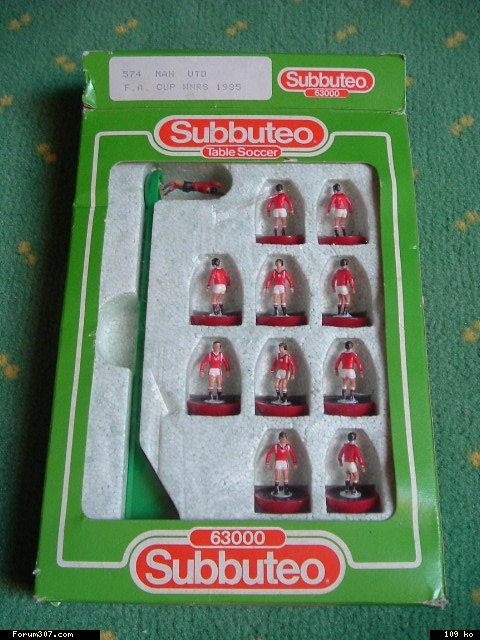 574 MAN UTD
F.A. CUP WNRS 1985
Subbuteo
63000
Subbuteo
Table Soccer
63000
Subbuteo
Forum307.com
109 ko